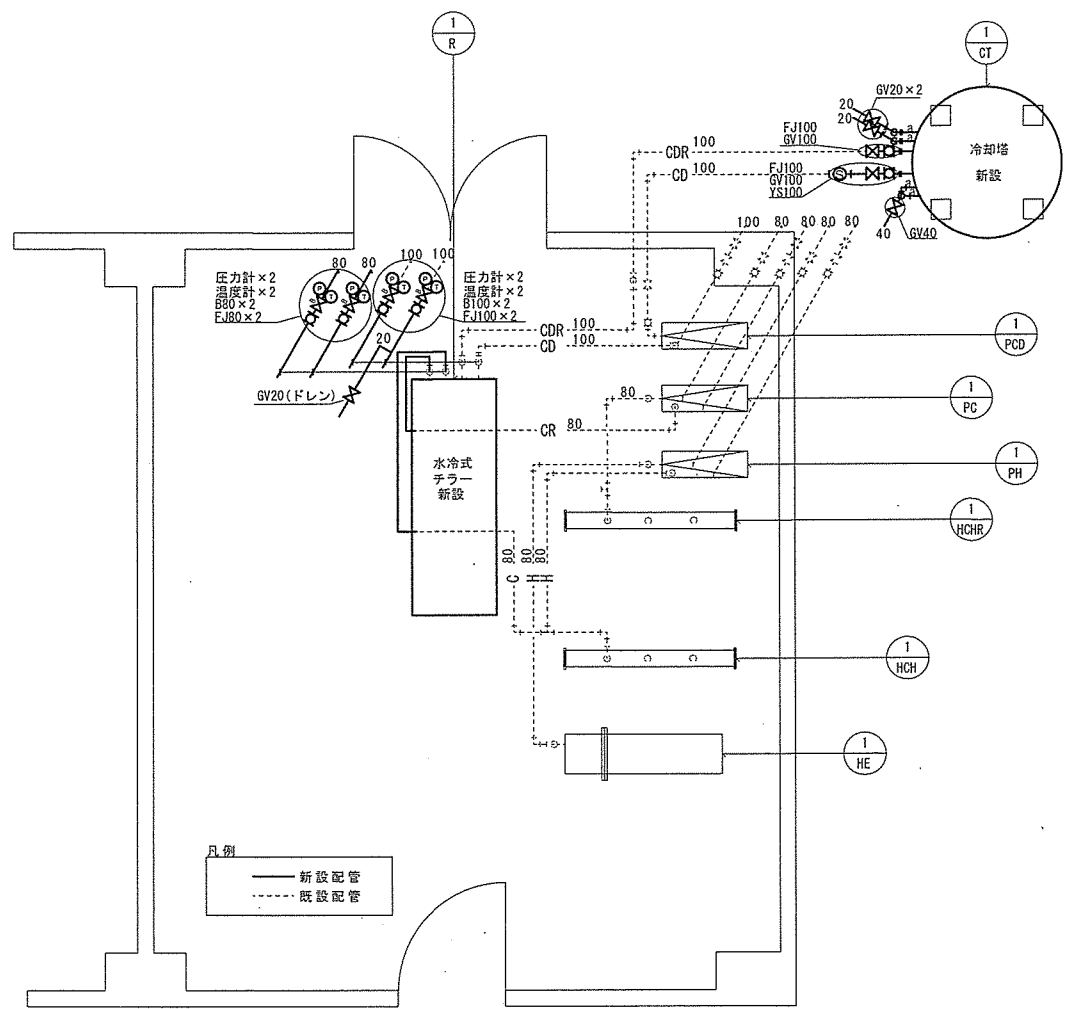 1
R
1
CT
GV20×2
20
20
FJ100
GV100
CDR 100
CD 100
FJ100
GV100
YS100
冷却塔
新設
40
GV40
100 80 80 80 80
80 80 100 100
圧力計×2
温度計×2
B80×2
FJ80×2
P T P T P T P T
圧力計×2
温度計×2
B100×2
FJ100×2
20
GV20(ドレン)
CDR 100
CD 100
1
PCD
80
1
PC
CR 80
1
PH
水冷式
チラー
新設
1
HCHR
80 80 80
C H H
1
HCH
1
HE
凡例
新設配管
既設配管